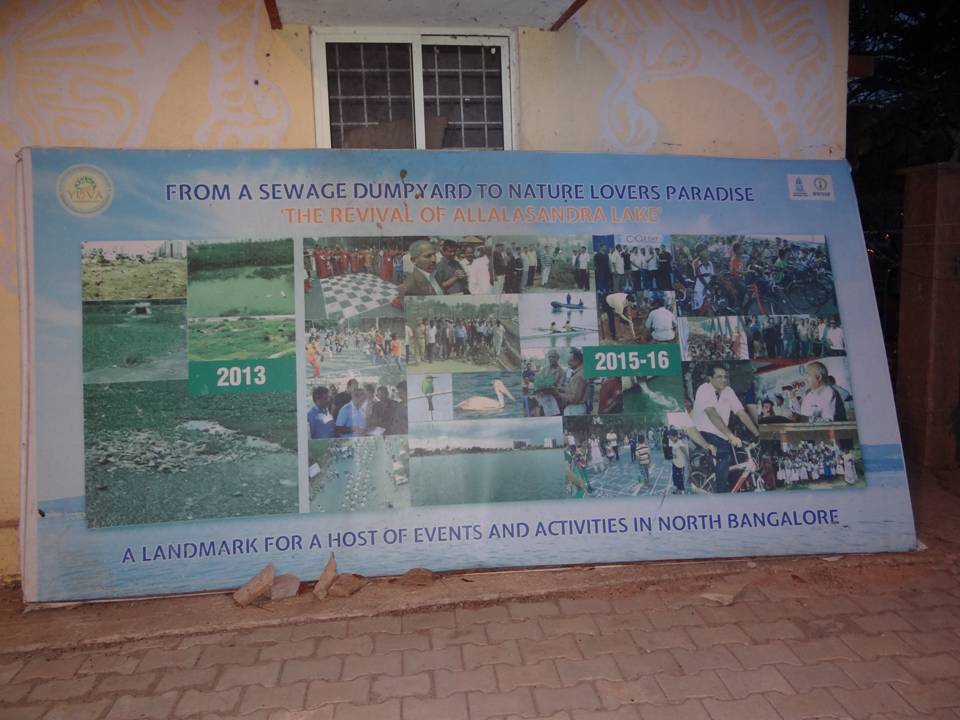 YUVA
FROM A SEWAGE DUMPYARD TO NATURE LOVERS PARADISE
'THE REVIVAL OF ALLALASANDRA LAKE'
2013
2015-16
A LANDMARK FOR A HOST OF EVENTS AND ACTIVITIES IN NORTH BANGALORE